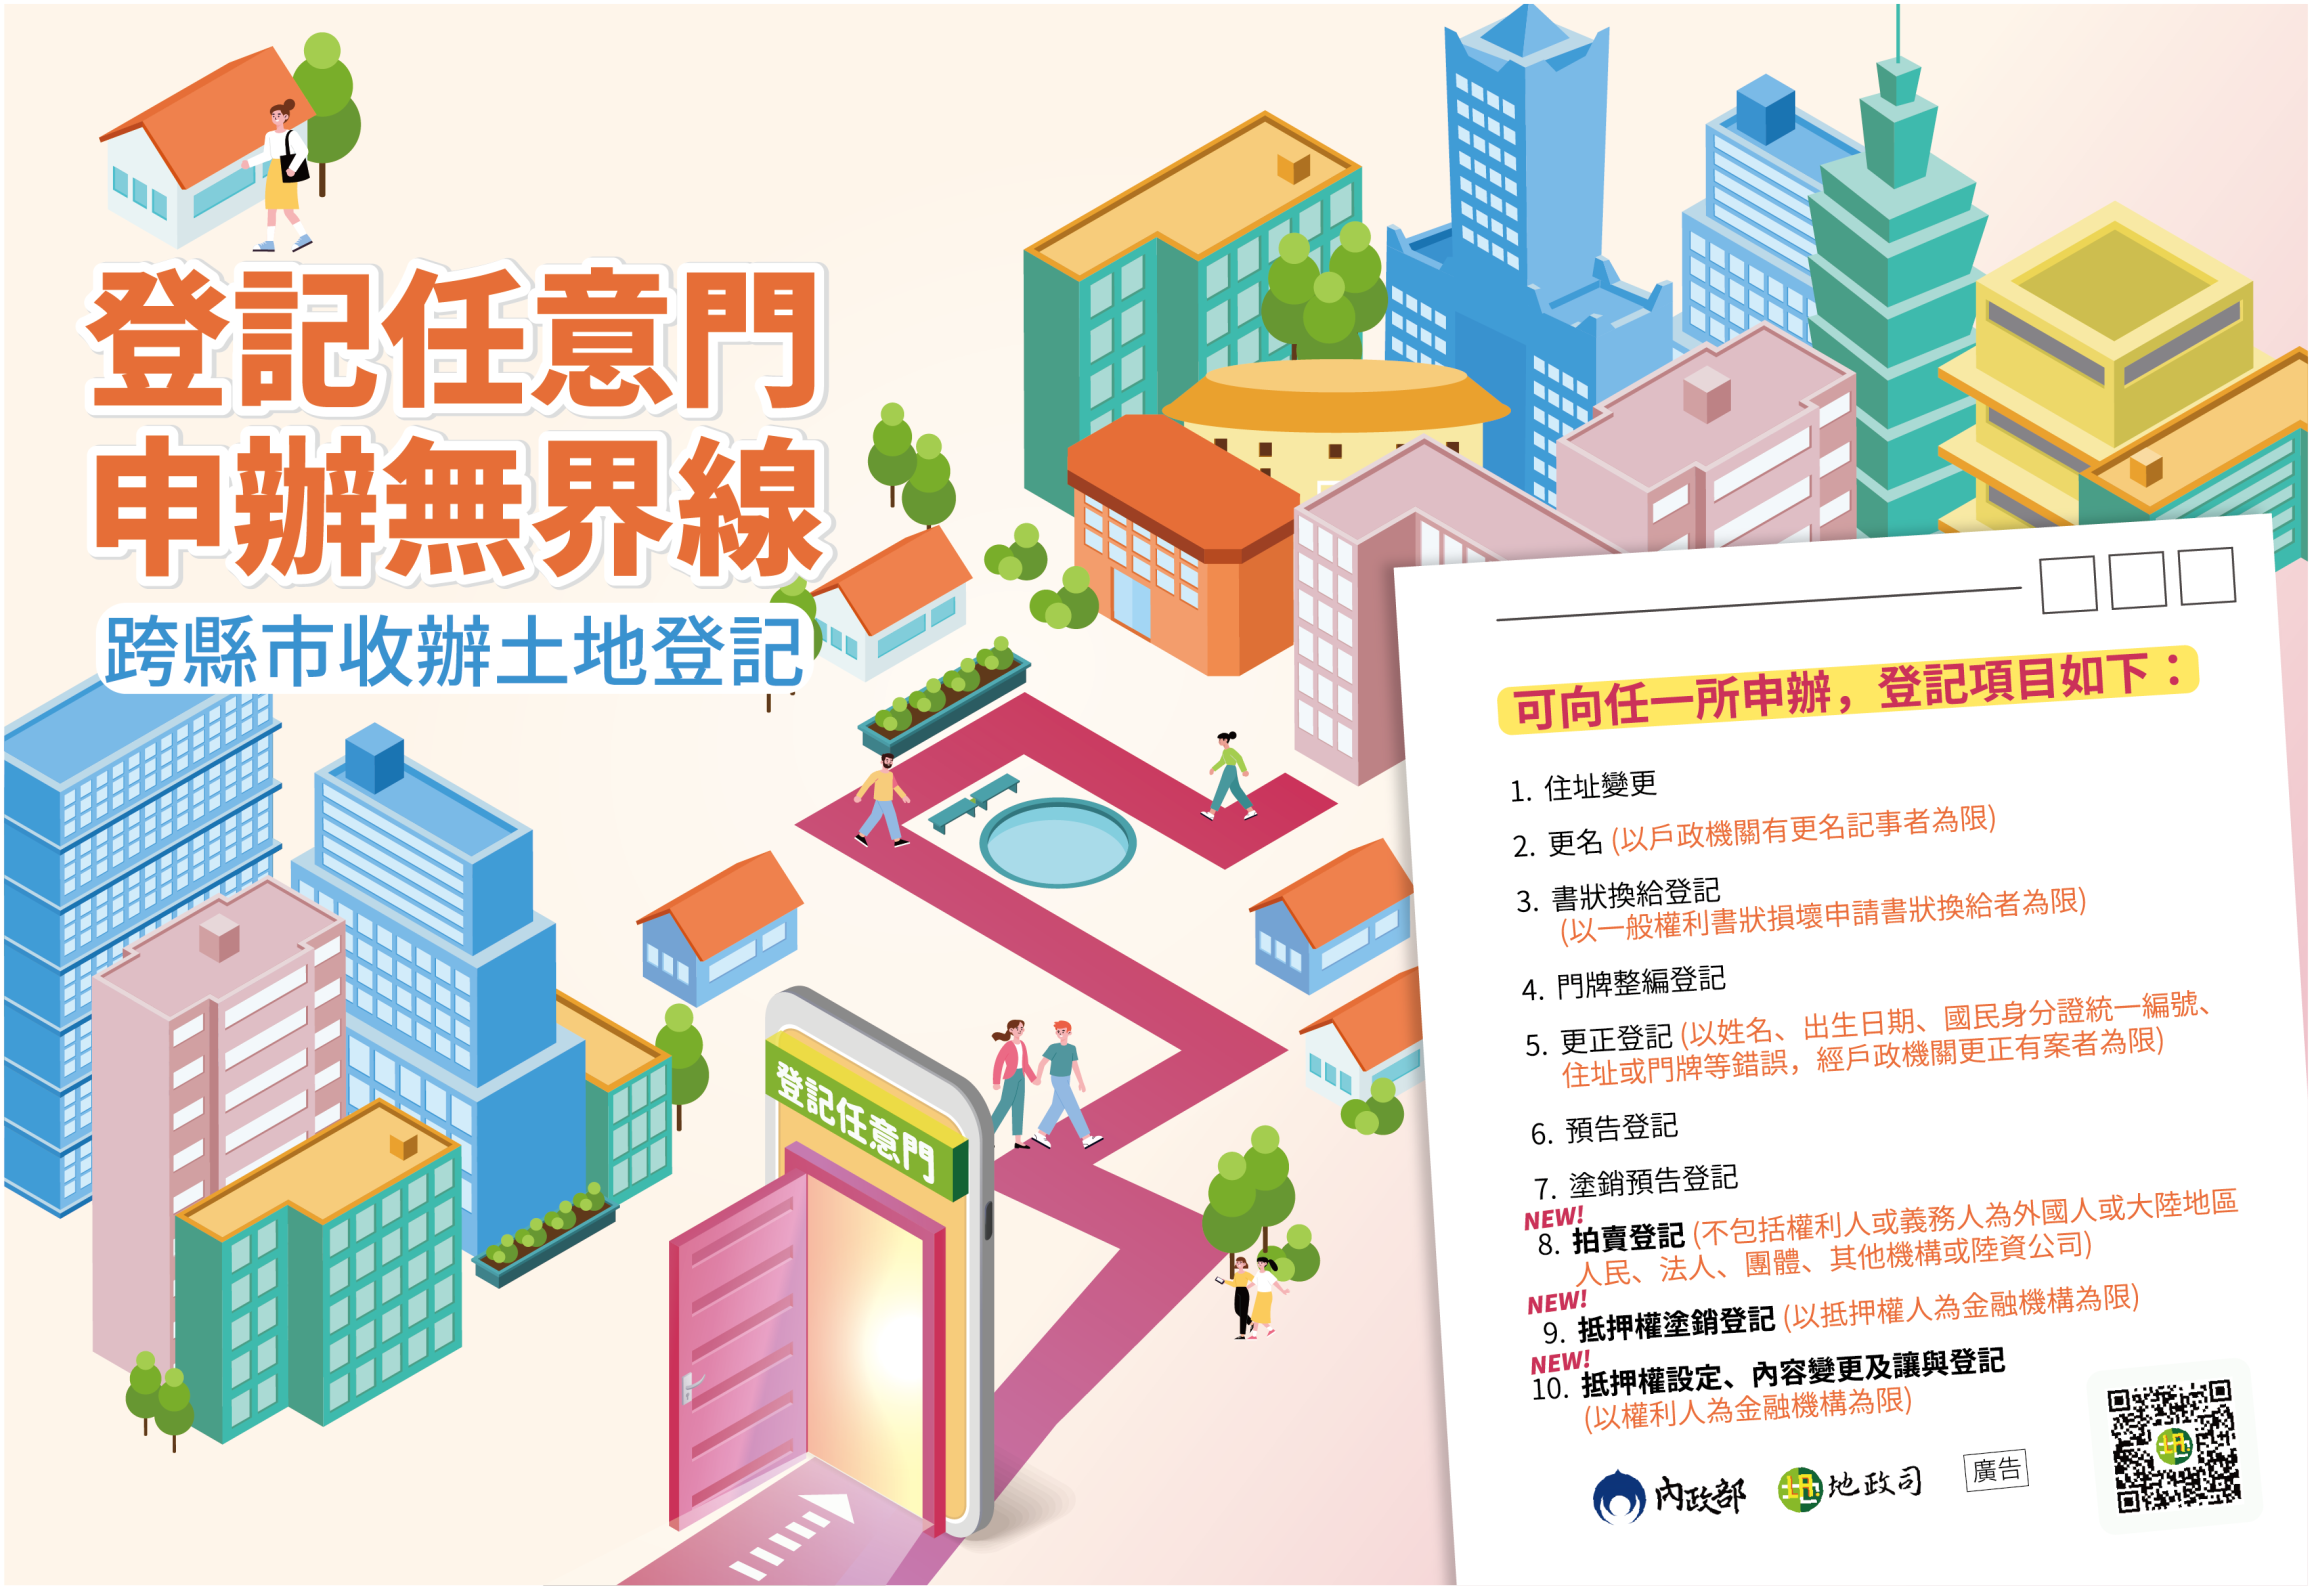 登記任意門
申辦無界線
跨縣市收辦土地登記
登記任意門
可向任一所申辦，登記項目如下：
1. 住址變更
2. 更名 (以戶政機關有更名記事者為限)
3. 書狀換給登記
(以一般權利書狀損壞申請書狀換給者為限)
4. 門牌整編登記
5. 更正登記 (以姓名、出生日期、國民身分證統一編號、
住址或門牌等錯誤，經戶政機關更正有案者為限)
6. 預告登記
7. 塗銷預告登記
NEW!
8. 拍賣登記 (不包括權利人或義務人為外國人或大陸地區
人民、法人、團體、其他機構或陸資公司)
NEW!
9. 抵押權塗銷登記 (以抵押權人為金融機構為限)
NEW!
10. 抵押權設定、內容變更及讓與登記
(以權利人為金融機構為限)
內政部 地政司 廣告